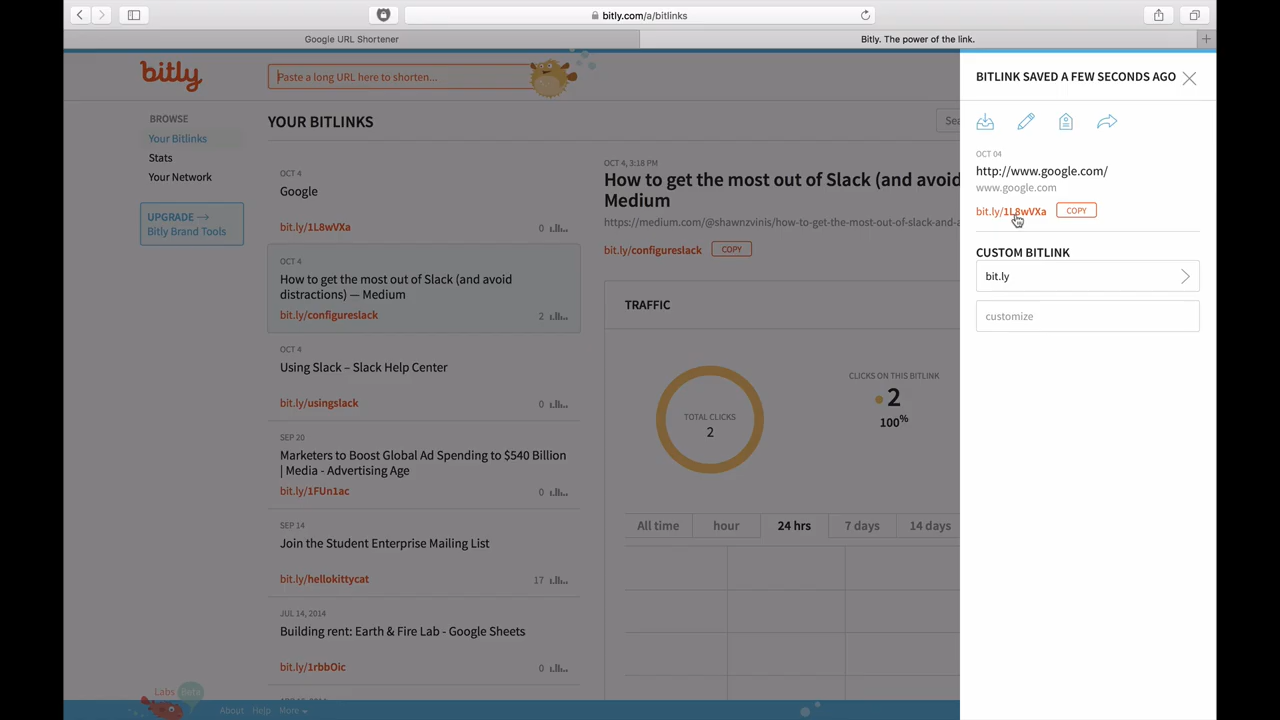 bitly.com/a/bitlinks
Google URL Shortener
Bitly. The power of the link.
bitly
Paste a long URL here to shorten...
BROWSE
Your Bitlinks
Stats
Your Network
UPGRADE →
Bitly Brand Tools
YOUR BITLINKS
Sea
OCT 4
Google
bit.ly/1L8wVXa
0
OCT 4
How to get the most out of Slack (and avoid
distractions) — Medium
bit.ly/configureslack
2
OCT 4
Using Slack – Slack Help Center
bit.ly/usingslack
0
SEP 20
Marketers to Boost Global Ad Spending to $540 Billion
| Media - Advertising Age
bit.ly/1FUn1ac
0
SEP 14
Join the Student Enterprise Mailing List
bit.ly/hellokittycat
17
JUL 14, 2014
Building rent: Earth & Fire Lab - Google Sheets
bit.ly/1rbbOic
0
OCT 4, 3:18 PM
How to get the most out of Slack (and avoid
Medium
https://medium.com/@shawnzvinis/how-to-get-the-most-out-of-slack-and-a
bit.ly/configureslack
COPY
TRAFFIC
TOTAL CLICKS
2
CLICKS ON THIS BITLINK
2
100%
All time
hour
24 hrs
7 days
14 days
BITLINK SAVED A FEW SECONDS AGO
OCT 04
http://www.google.com/
www.google.com
bit.ly/1L8wVXa
COPY
CUSTOM BITLINK
bit.ly
customize
Labs
Beta
About
Help
More